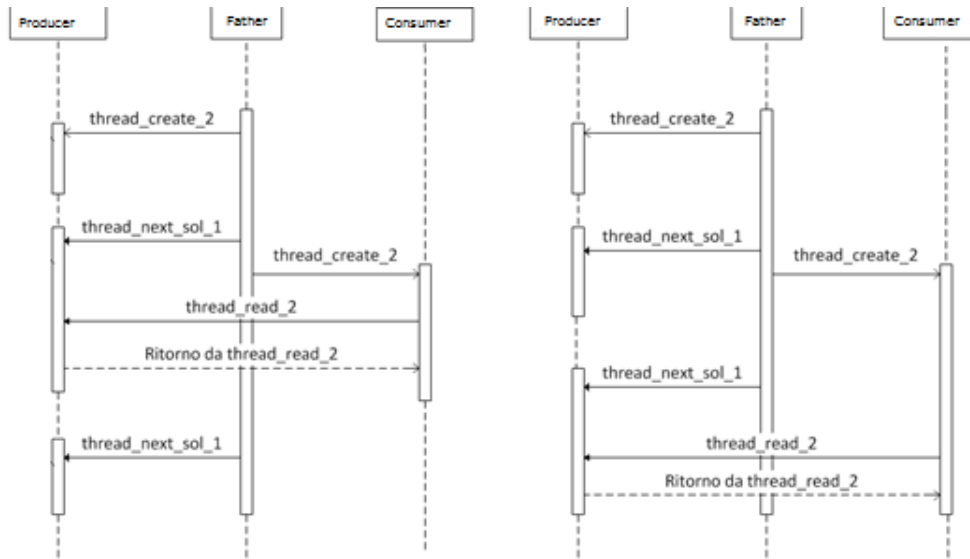 Producer
Father
Consumer
thread_create_2
thread_next_sol_1
thread_create_2
thread_read_2
Ritorno da thread_read_2
thread_next_sol_1
Producer
Father
Consumer
thread_create_2
thread_next_sol_1
thread_create_2
thread_next_sol_1
thread_read_2
Ritorno da thread_read_2